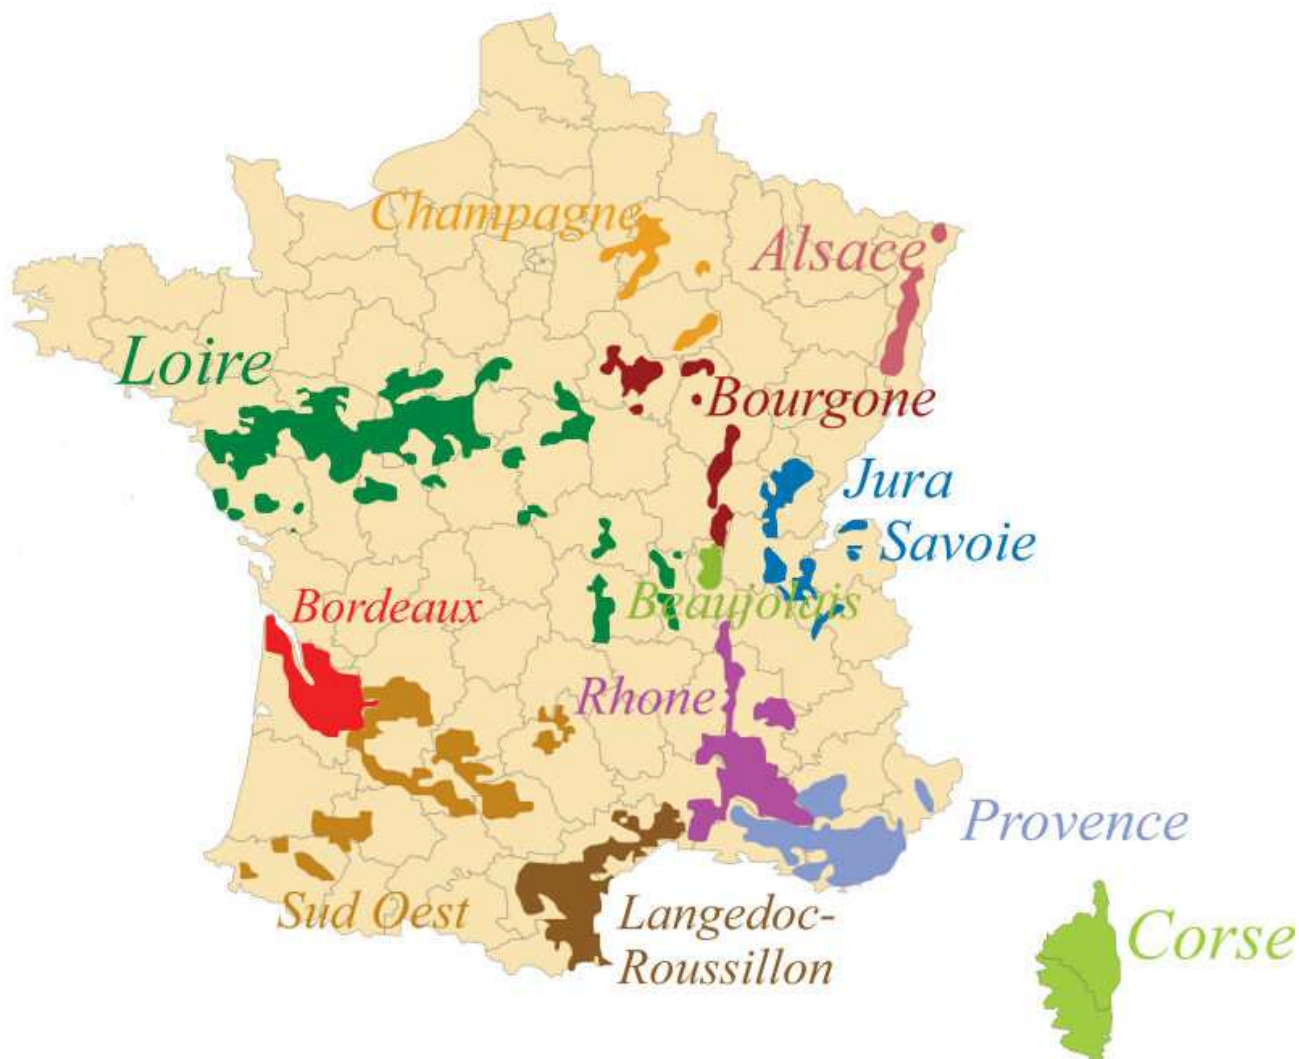 Champagne
Alsace
Loire
Bourgone
Jura
Savoie
Bordeaux
Beaujolais
Rhone
Provence
Sud Oest
Langedoc-
Roussillon
Corse